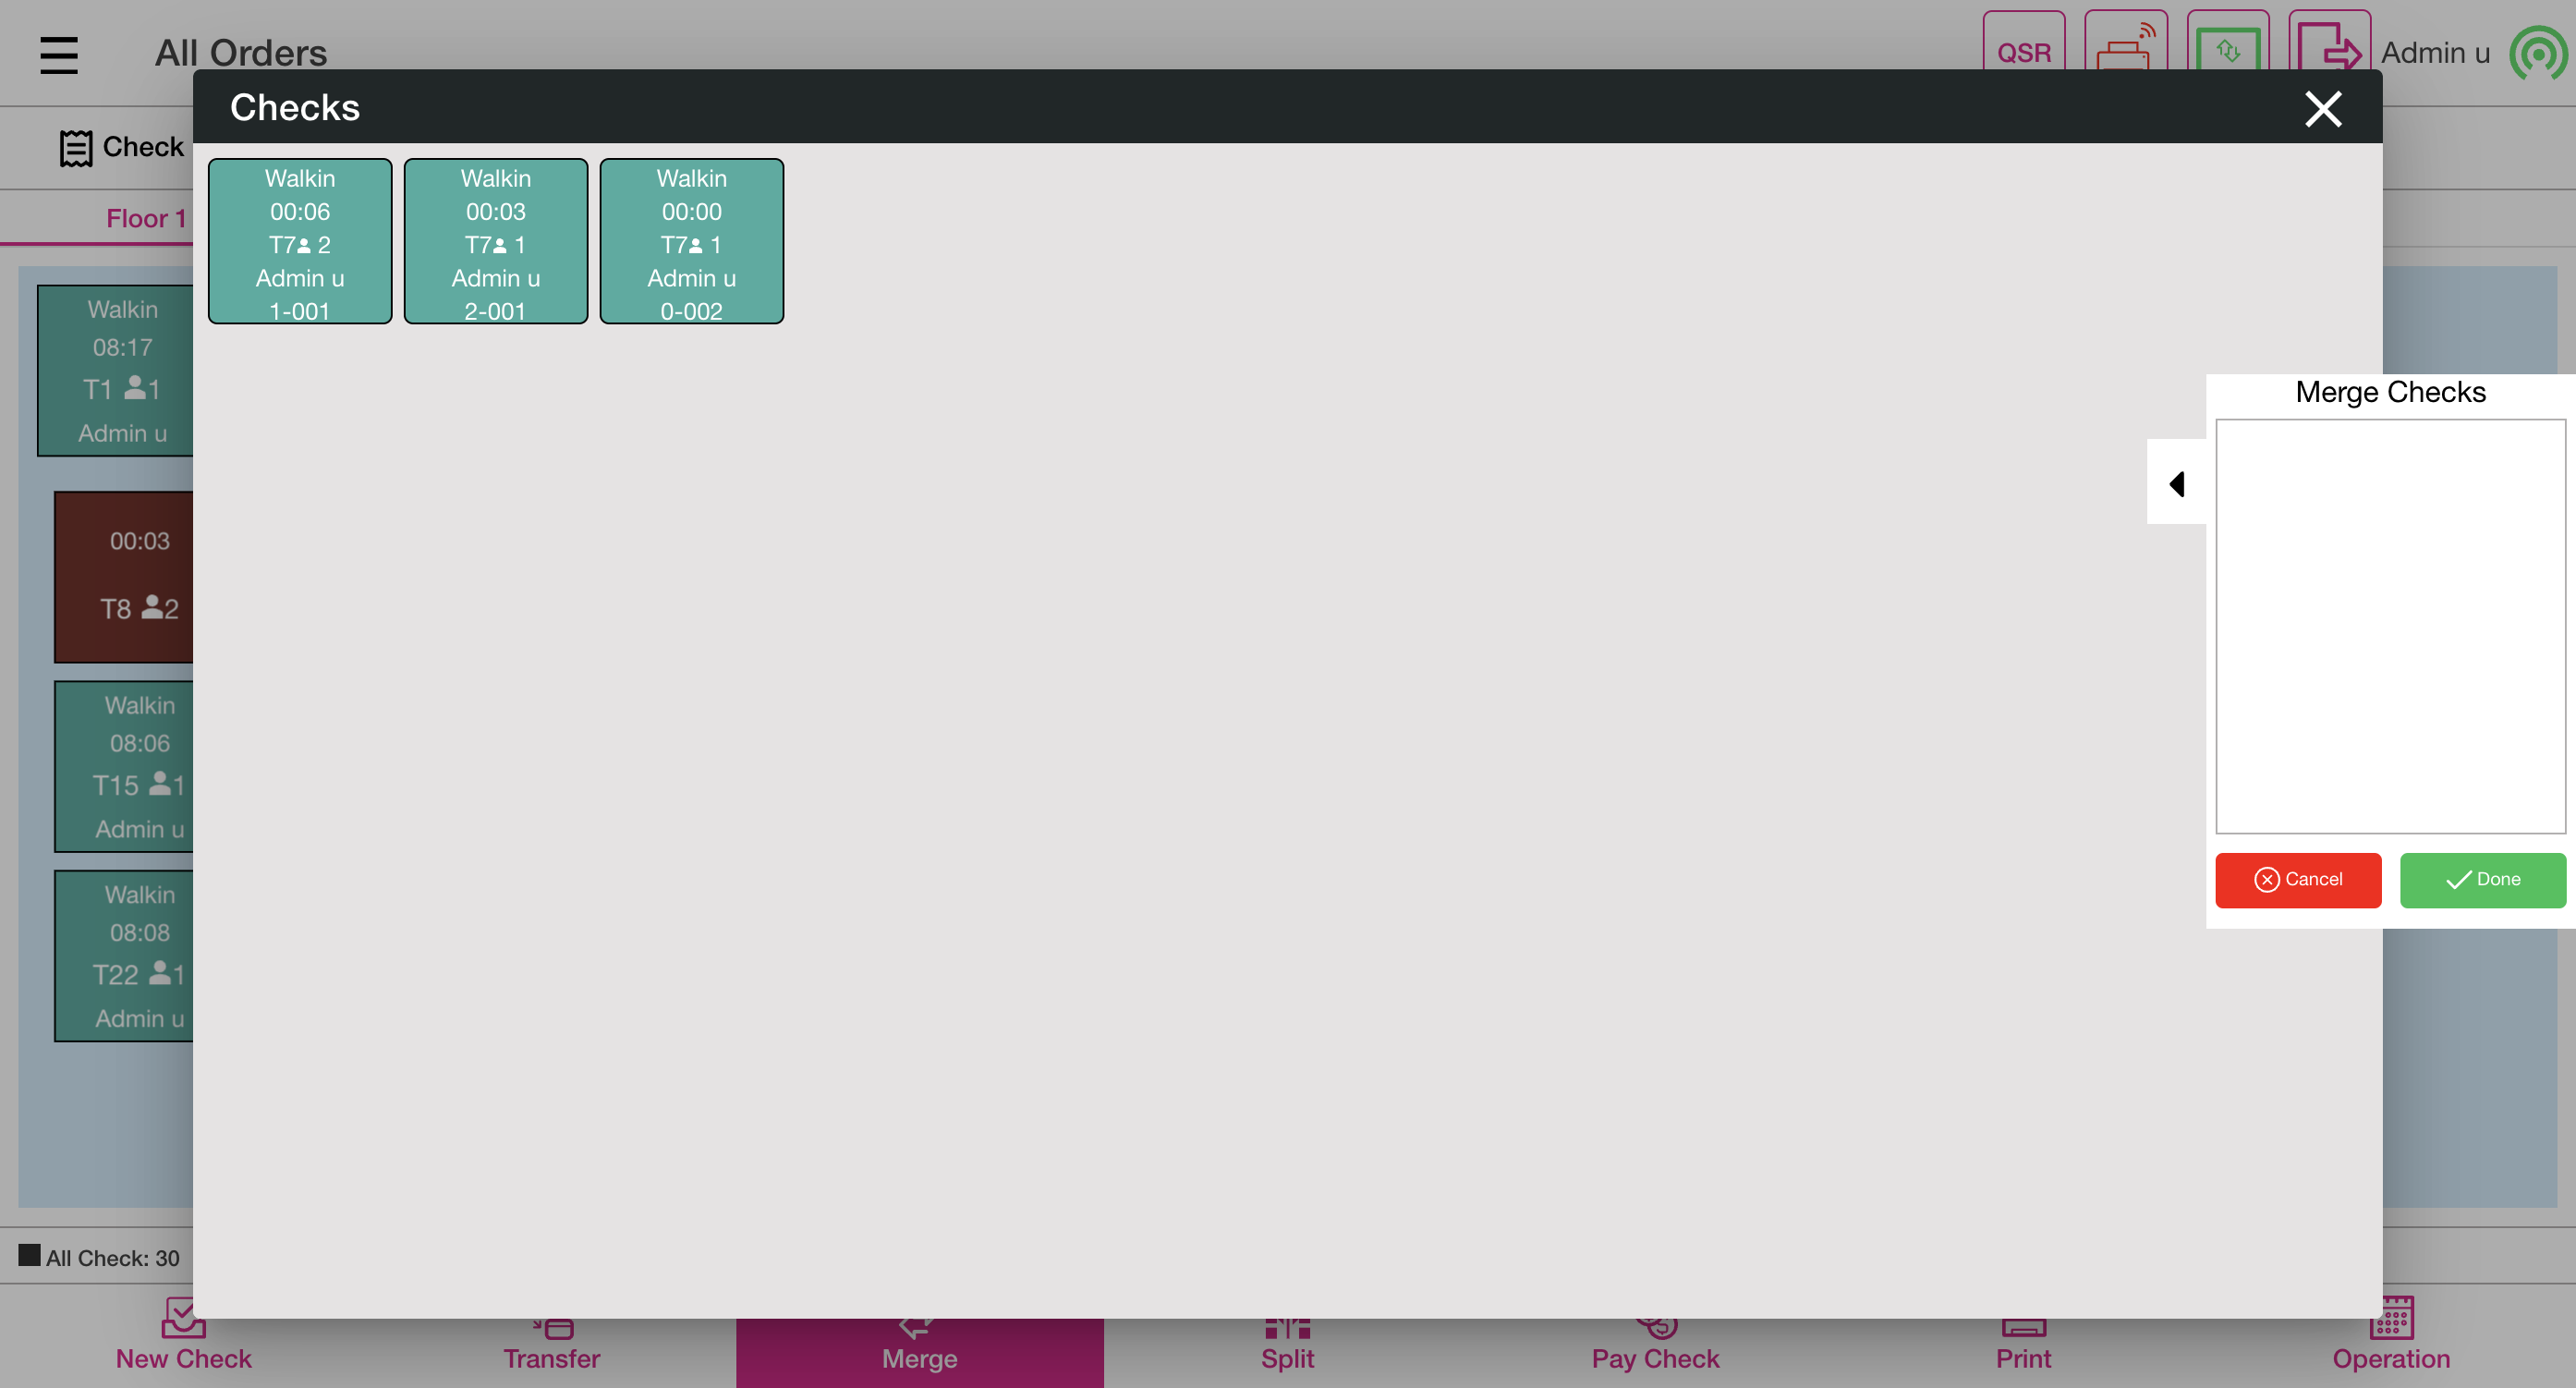 All Orders
QSR
Admin u
Checks
Check
Floor 1
Walkin
00:06
T7 2
Admin u
1-001
Walkin
00:03
T7 1
Admin u
2-001
Walkin
00:00
T7 1
Admin u
0-002
Walkin
08:17
T1 1
Admin u
00:03
T8 2
Walkin
08:06
T15 1
Admin u
Walkin
08:08
T22 1
Admin u
Merge Checks
Cancel
Done
All Check: 30
New Check
Transfer
Merge
Split
Pay Check
Print
Operation